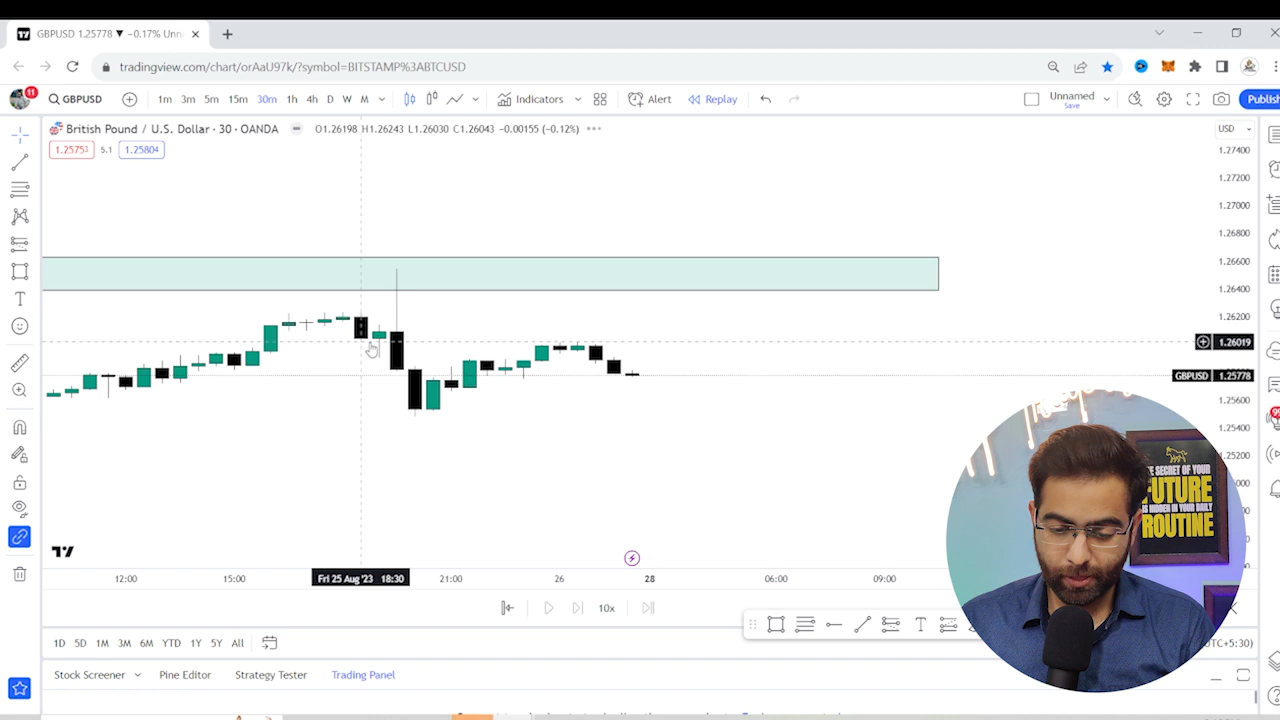 GBPUSD 1.25778 ▼ −0.17% Unn
tradingview.com/chart/orAaU97k/?symbol=BITSTAMP%3ABTCUSD
11
GBPUSD
1m 3m 5m 15m 30m 1h 4h D W M
Indicators
Alert
Replay
Unnamed
Save
Publish
British Pound / U.S. Dollar · 30 · OANDA
O1.26198 H1.26243 L1.26030 C1.26043 −0.00155 (−0.12%)
USD
1.25753
5.1
1.25804
1.27400
1.27200
1.27000
1.26800
1.26600
1.26400
1.26200
1.26019
GBPUSD 1.25778
1.25600
1.25400
1.25200
THE SECRET OF YOUR
FUTURE
IS HIDDEN IN YOUR DAILY
ROUTINE
12:00
15:00
Fri 25 Aug '23 18:30
21:00
26
28
06:00
09:00
10x
1D 5D 1M 3M 6M YTD 1Y 5Y All
UTC+5:30)
Stock Screener
Pine Editor
Strategy Tester
Trading Panel